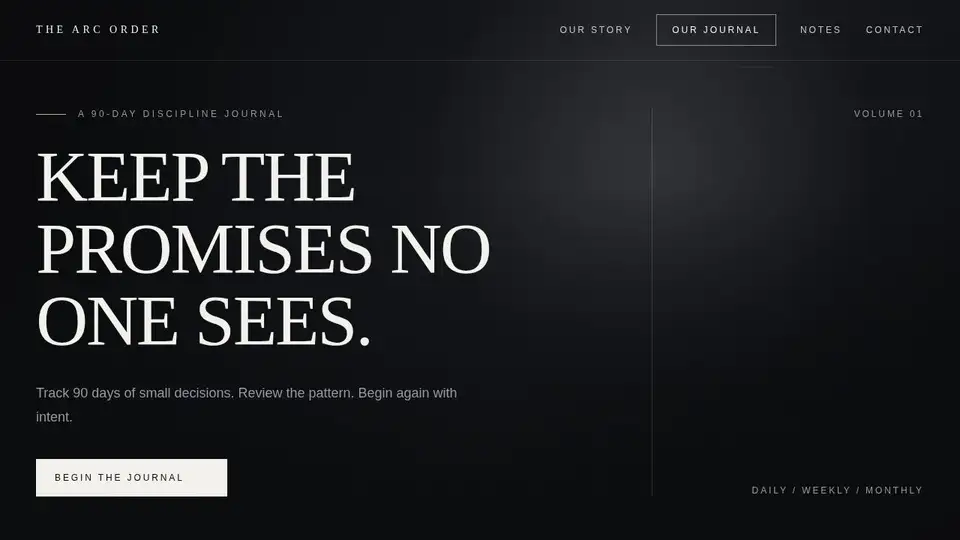 THE ARC ORDER
OUR STORY
OUR JOURNAL
NOTES
CONTACT
A 90-DAY DISCIPLINE JOURNAL
VOLUME 01
KEEP THE
PROMISES NO
ONE SEES.
Track 90 days of small decisions. Review the pattern. Begin again with
intent.
BEGIN THE JOURNAL
DAILY / WEEKLY / MONTHLY